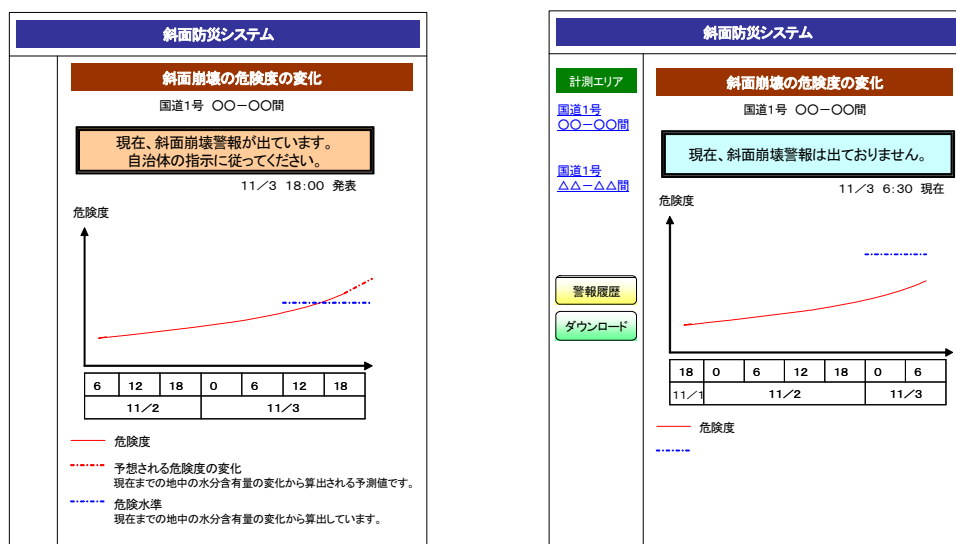 斜面防災システム
斜面崩壊の危険度の変化
国道1号 〇〇－〇〇間
現在、斜面崩壊警報が出ています。
自治体の指示に従ってください。
11／3 18:00 発表
危険度
6 12 18 0 6 12 18
11／2 11／3
危険度
予想される危険度の変化
現在までの地中の水分含有量の変化から算出される予測値です。
危険水準
現在までの地中の水分含有量の変化から算出しています。
斜面防災システム
計測エリア
国道1号
〇〇－〇〇間
国道1号
△△－△△間
警報履歴
ダウンロード
斜面崩壊の危険度の変化
国道1号 〇〇－〇〇間
現在、斜面崩壊警報は出ておりません。
11／3 6:30 現在
危険度
18 0 6 12 18 0 6
11／1 11／2 11／3
危険度